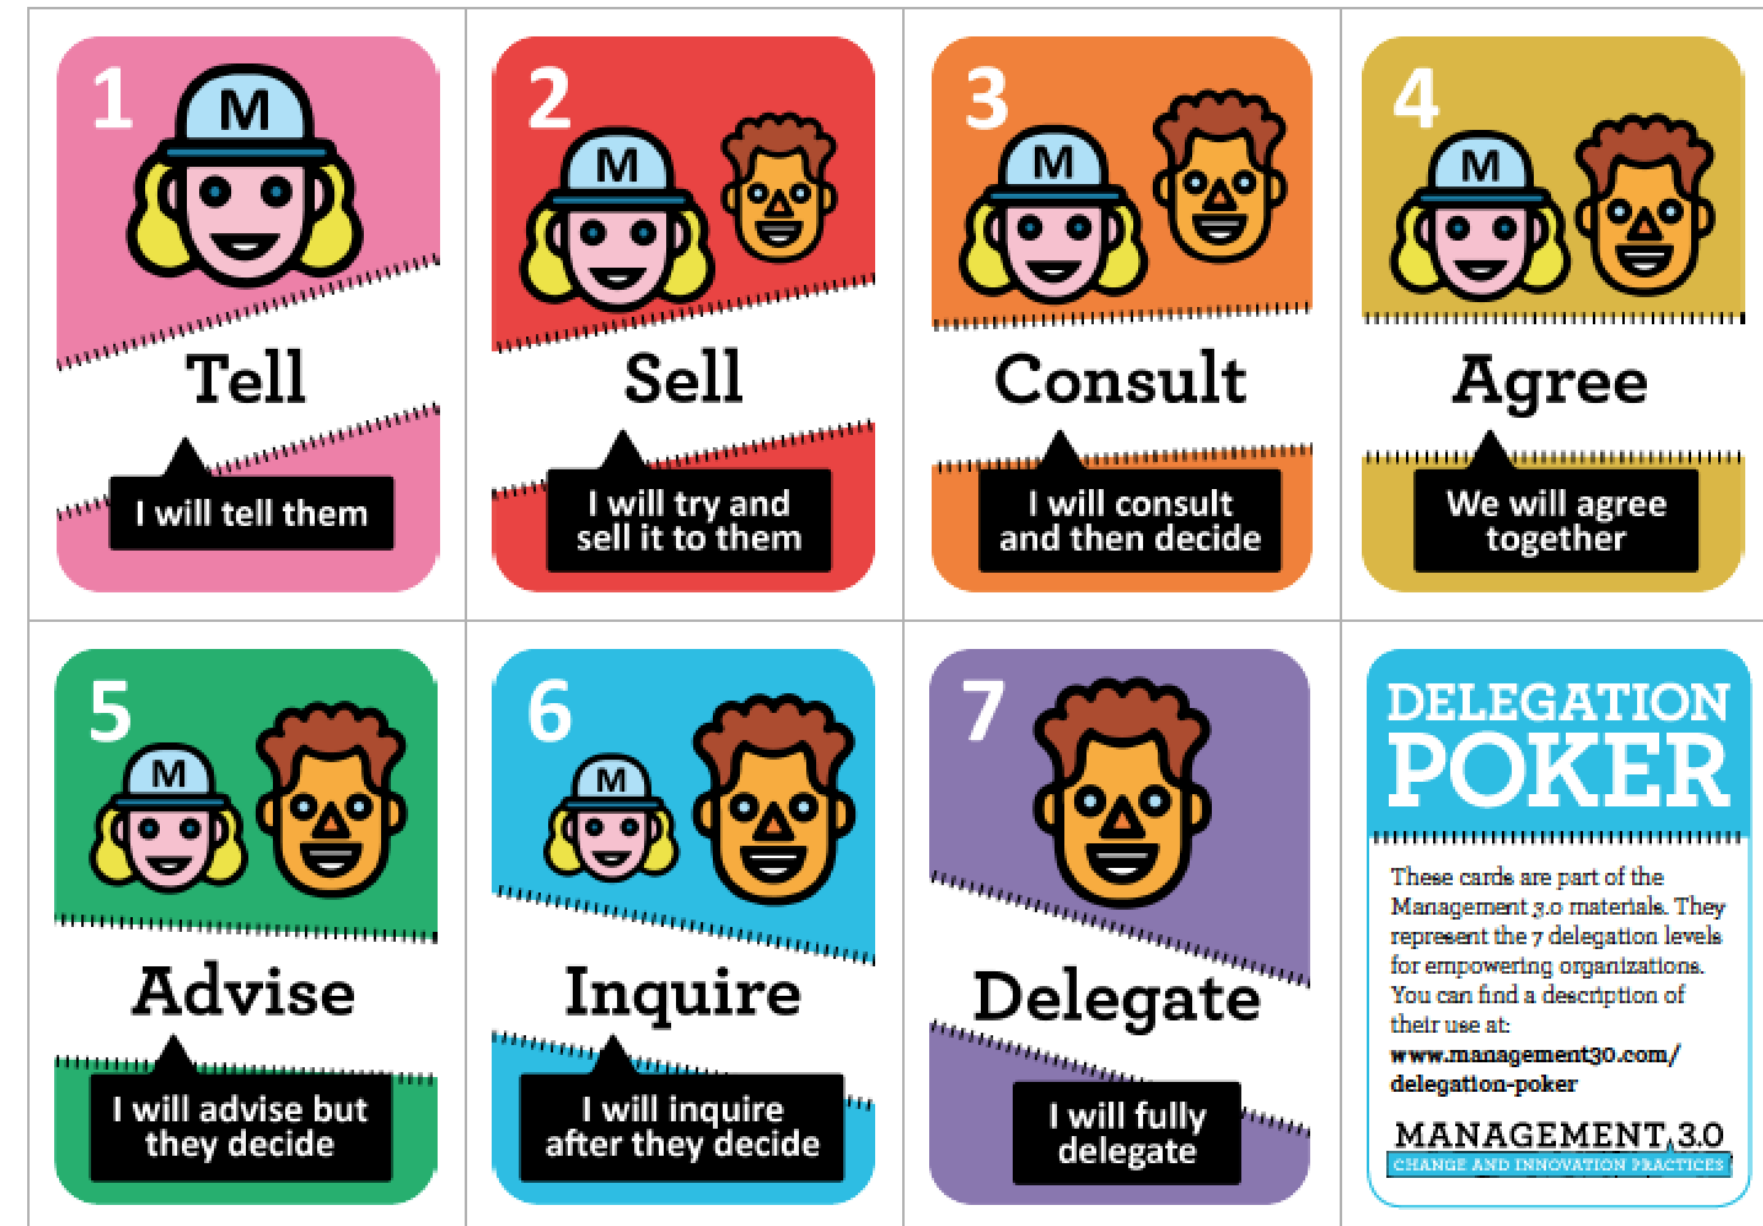 1
M
Tell
I will tell them
2
M
Sell
I will try and
sell it to them
3
M
Consult
I will consult
and then decide
4
M
Agree
We will agree
together
5
M
Advise
I will advise but
they decide
6
M
Inquire
I will inquire
after they decide
7
Delegate
I will fully
delegate
DELEGATION
POKER
These cards are part of the
Management 3.0 materials. They
represent the 7 delegation levels
for empowering organizations.
You can find a description of
their use at:
www.management30.com/
delegation-poker
MANAGEMENT 3.0
CHANGE AND INNOVATION PRACTICES